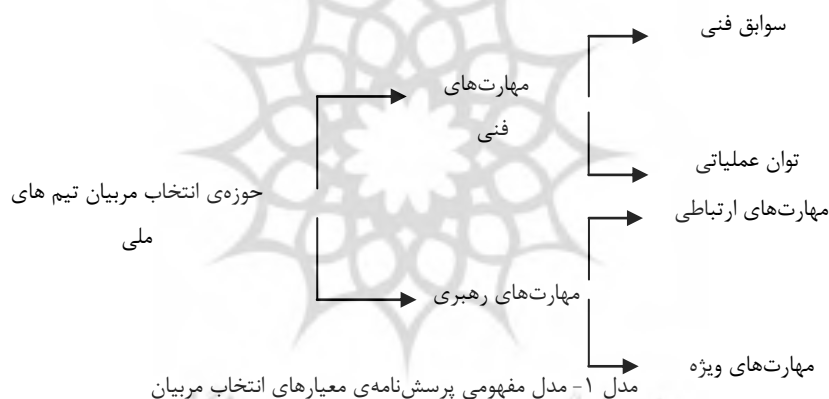 سوابق فنی
مهارت‌های
فنی
توان عملیاتی
حوزه‌ی انتخاب مربیان تیم های
ملی
مهارت‌های ارتباطی
مهارت‌های رهبری
مهارت‌های ویژه
مدل ۱- مدل مفهومی پرسش‌نامه‌ی معیارهای انتخاب مربیان